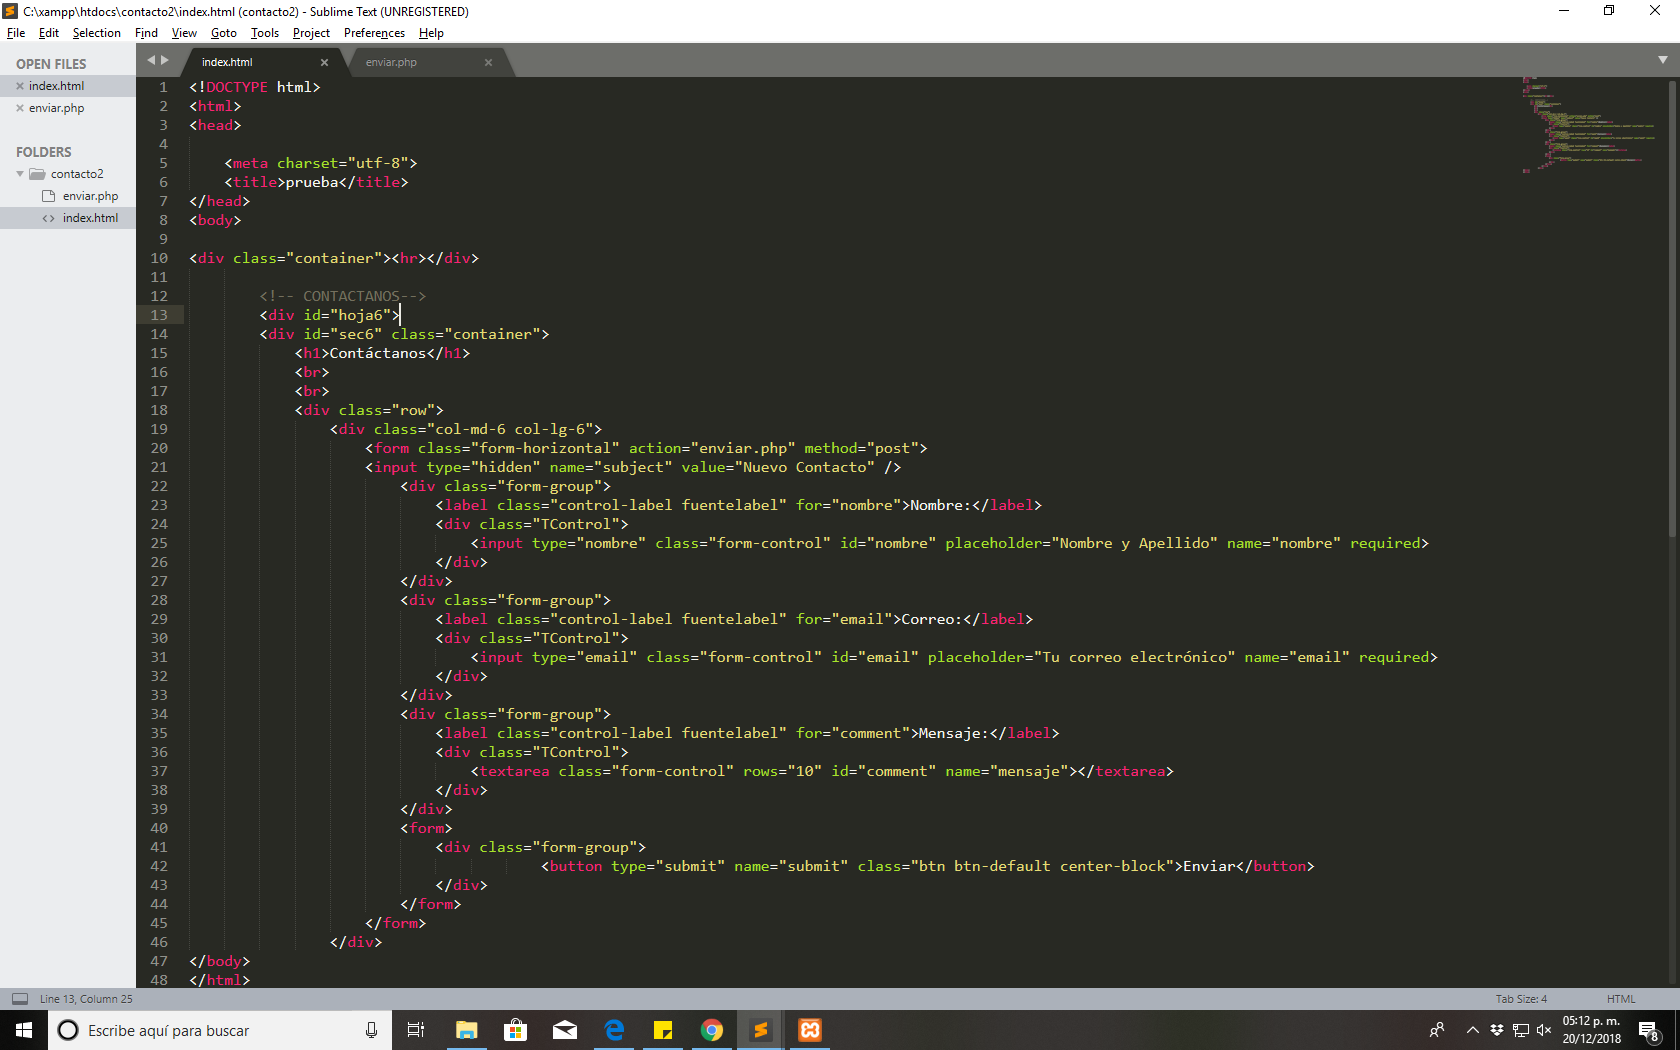 C:\xampp\htdocs\contacto2\index.html (contacto2) - Sublime Text (UNREGISTERED)
File Edit Selection Find View Goto Tools Project Preferences Help
OPEN FILES
index.html
enviar.php
FOLDERS
contacto2
enviar.php
index.html
index.html enviar.php
1 <!DOCTYPE html>
2 <html>
3 <head>
4
5 <meta charset="utf-8">
6 <title>prueba</title>
7 </head>
8 <body>
9
10 <div class="container"><hr></div>
11
12 <!-- CONTACTANOS-->
13 <div id="hoja6">
14 <div id="sec6" class="container">
15 <h1>Contáctanos</h1>
16 <br>
17 <br>
18 <div class="row">
19 <div class="col-md-6 col-lg-6">
20 <form class="form-horizontal" action="enviar.php" method="post">
21 <input type="hidden" name="subject" value="Nuevo Contacto" />
22 <div class="form-group">
23 <label class="control-label fuentelabel" for="nombre">Nombre:</label>
24 <div class="TControl">
25 <input type="nombre" class="form-control" id="nombre" placeholder="Nombre y Apellido" name="nombre" required>
26 </div>
27 </div>
28 <div class="form-group">
29 <label class="control-label fuentelabel" for="email">Correo:</label>
30 <div class="TControl">
31 <input type="email" class="form-control" id="email" placeholder="Tu correo electrónico" name="email" required>
32 </div>
33 </div>
34 <div class="form-group">
35 <label class="control-label fuentelabel" for="comment">Mensaje:</label>
36 <div class="TControl">
37 <textarea class="form-control" rows="10" id="comment" name="mensaje"></textarea>
38 </div>
39 </div>
40 <form>
41 <div class="form-group">
42 <button type="submit" name="submit" class="btn btn-default center-block">Enviar</button>
43 </div>
44 </form>
45 </form>
46 </div>
47 </body>
48 </html>
Line 13, Column 25 Tab Size: 4 HTML
Escribe aquí para buscar
05:12 p. m.
20/12/2018
8